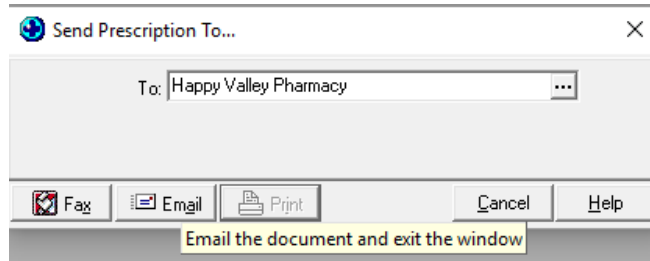 Send Prescription To...
To: Happy Valley Pharmacy ...
Fax Email Print Cancel Help
Email the document and exit the window